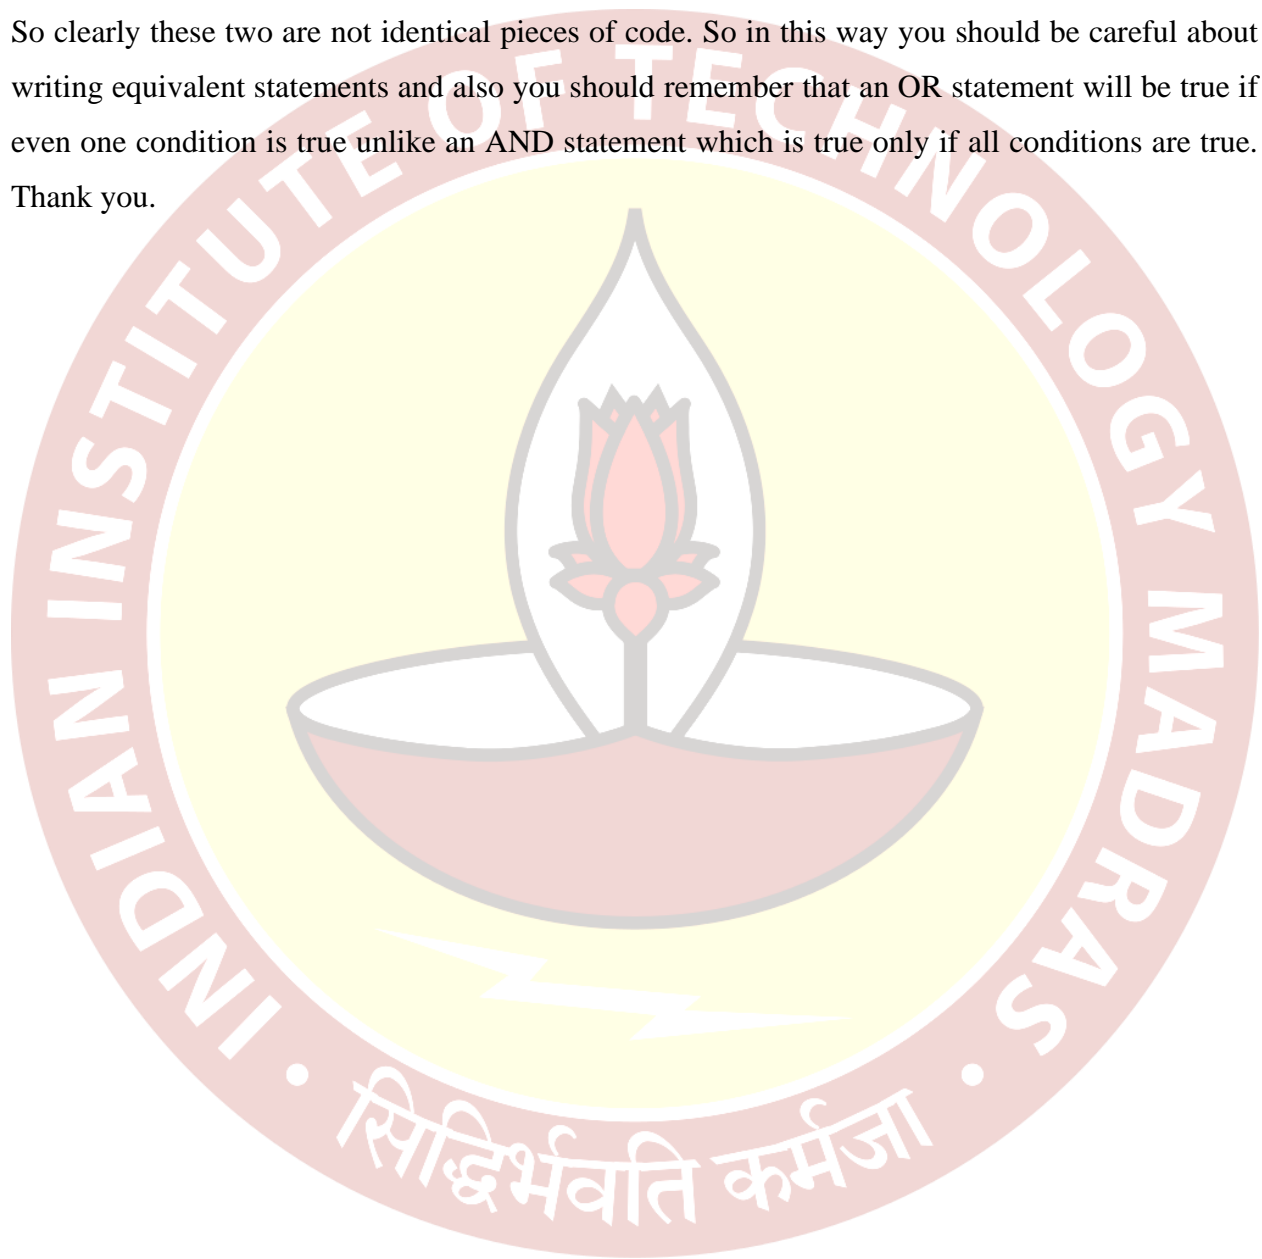 So clearly these two are not identical pieces of code. So in this way you should be careful about
writing equivalent statements and also you should remember that an OR statement will be true if
even one condition is true unlike an AND statement which is true only if all conditions are true.
Thank you.
INDIAN INSTITUTE OF TECHNOLOGY MADRAS
सिद्धिर्भवति कर्मजा